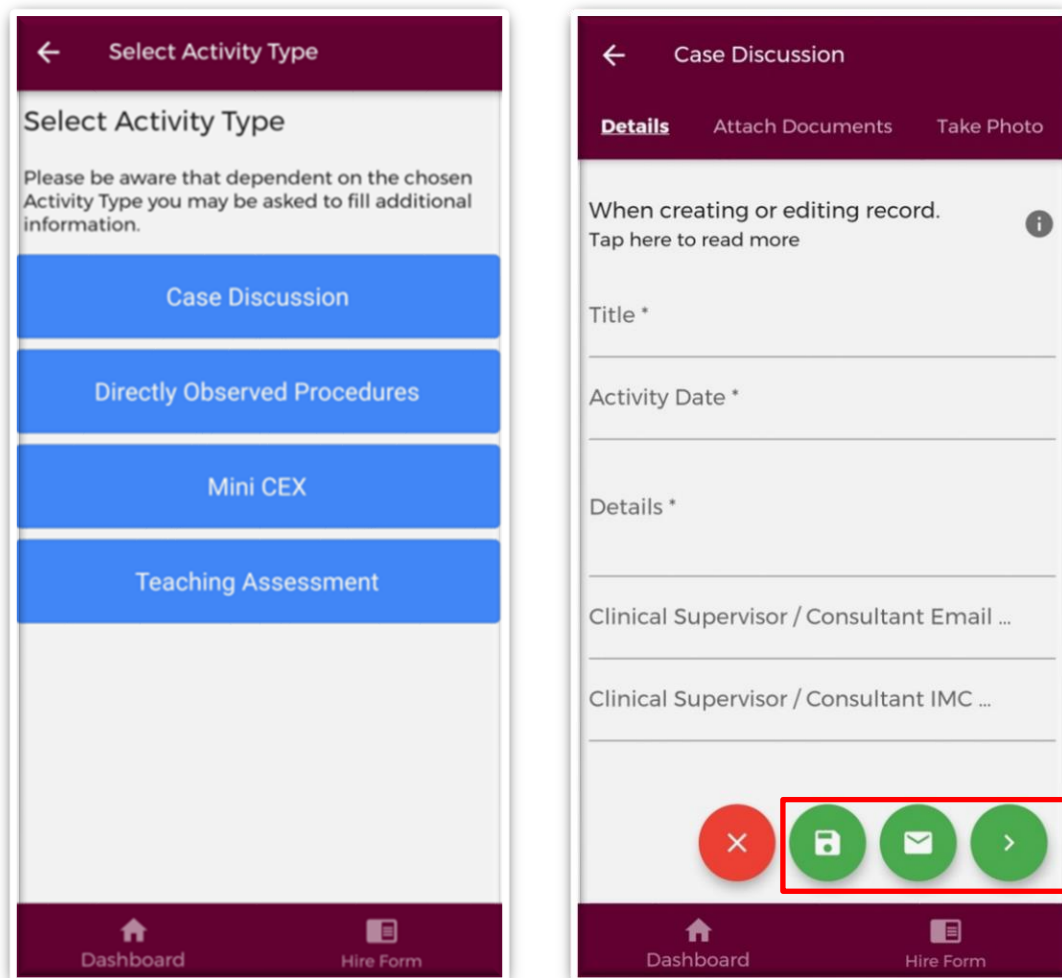 Select Activity Type
Select Activity Type
Please be aware that dependent on the chosen
Activity Type you may be asked to fill additional
information.
Case Discussion
Directly Observed Procedures
Mini CEX
Teaching Assessment
Dashboard
Hire Form
Case Discussion
Details
Attach Documents
Take Photo
When creating or editing record.
Tap here to read more
Title *
Activity Date *
Details *
Clinical Supervisor / Consultant Email ...
Clinical Supervisor / Consultant IMC ...
Dashboard
Hire Form